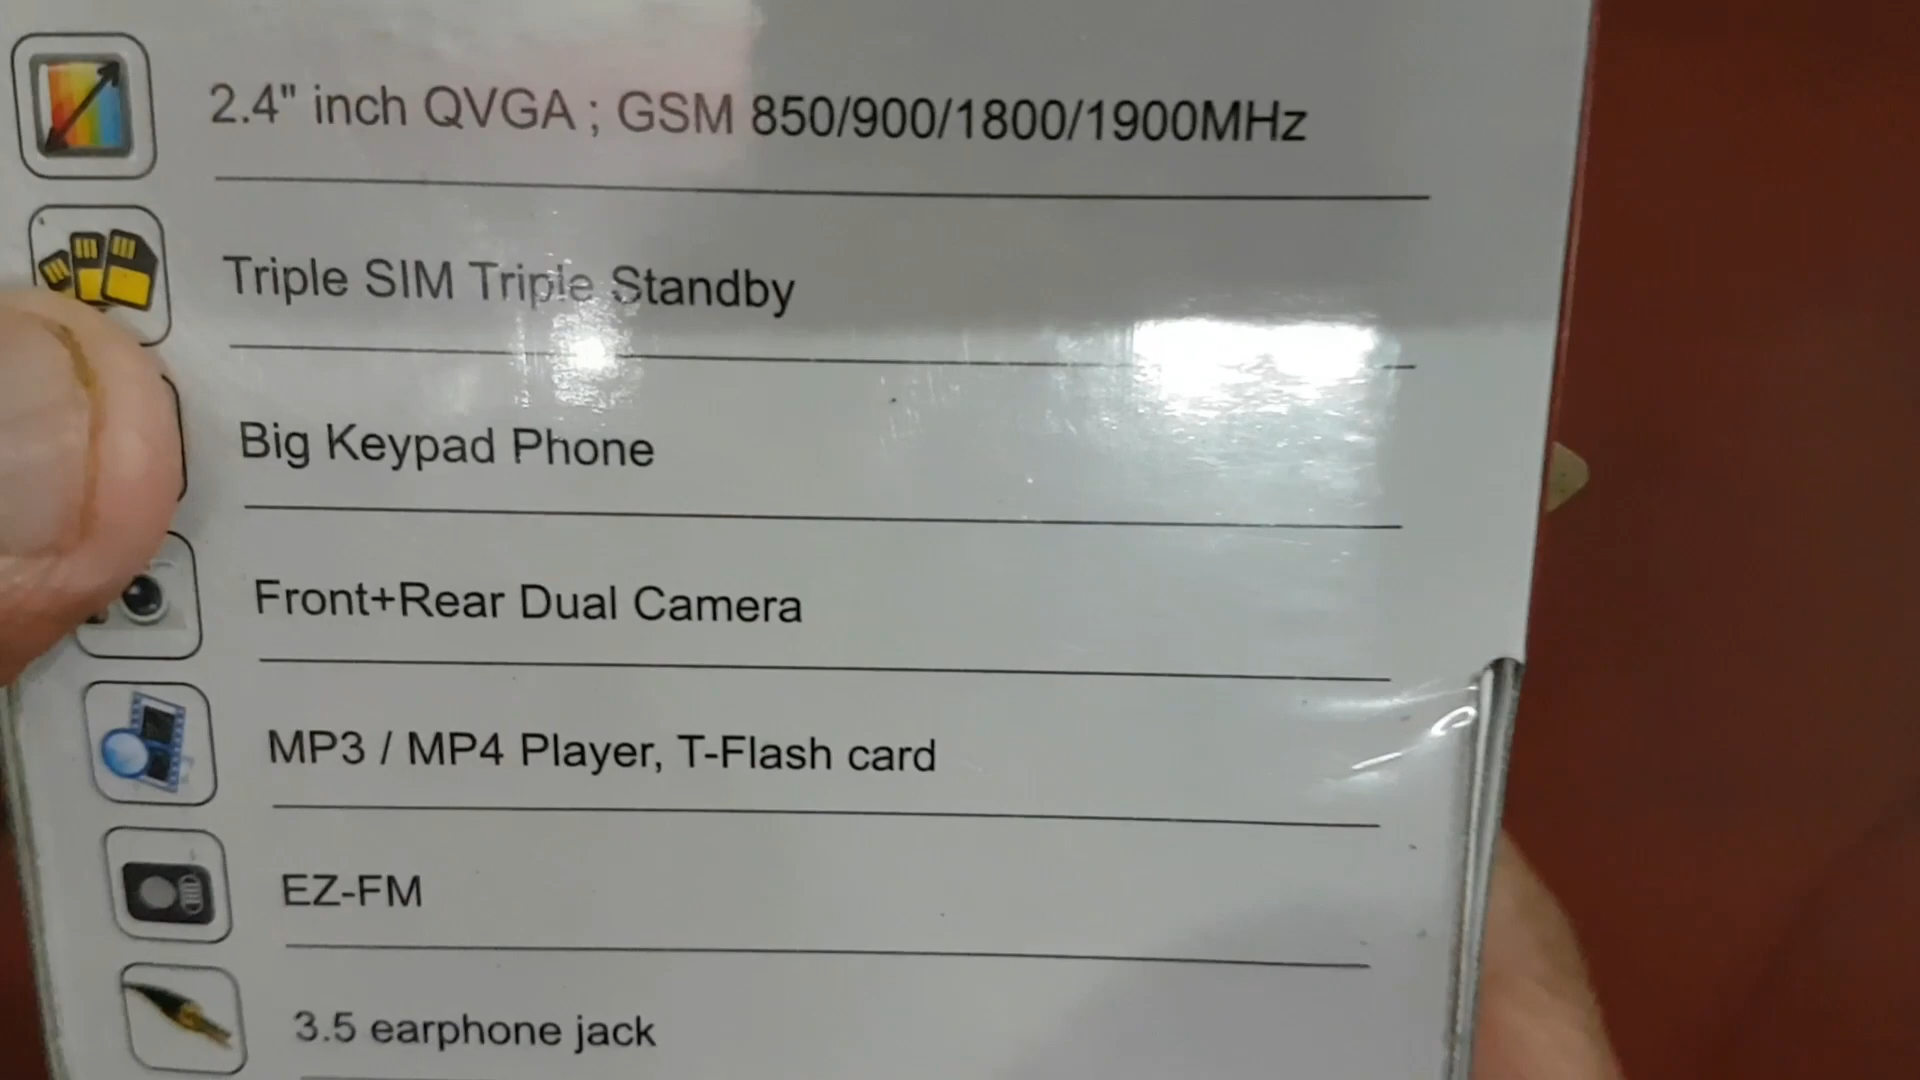 2.4" inch QVGA ; GSM 850/900/1800/1900MHz
Triple SIM Triple Standby
Big Keypad Phone
Front+Rear Dual Camera
MP3 / MP4 Player, T-Flash card
EZ-FM
3.5 earphone jack